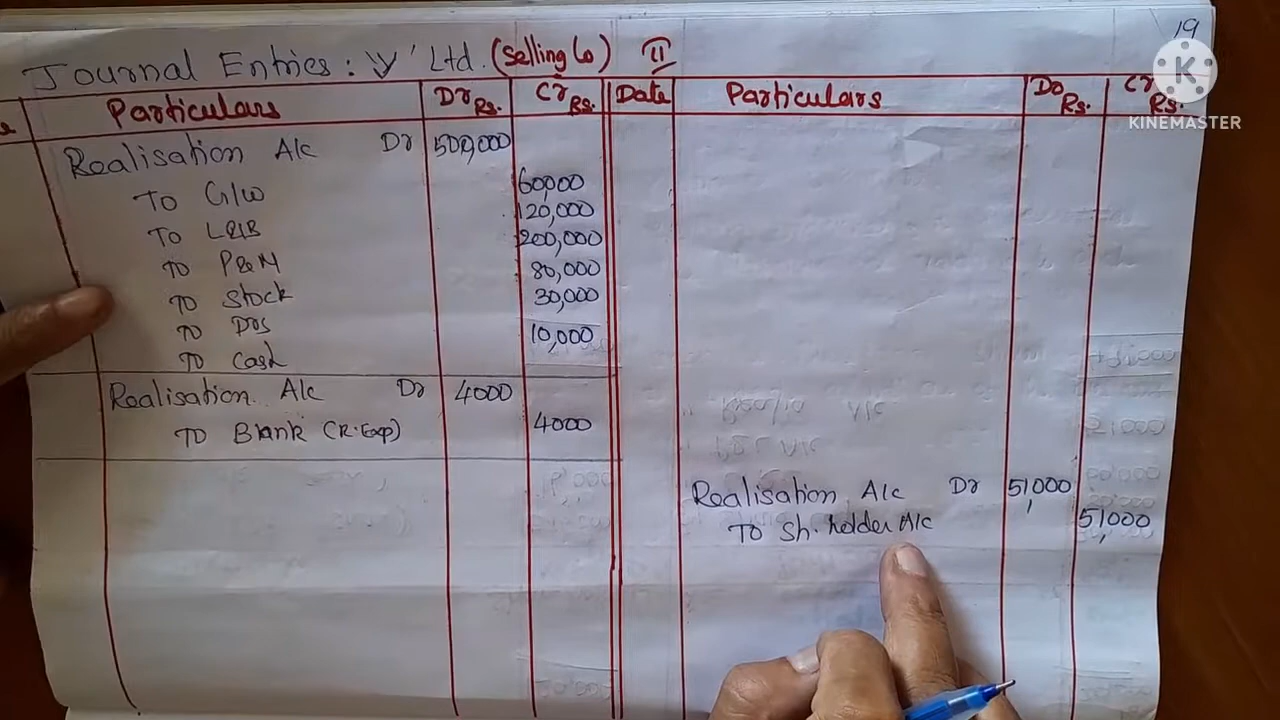 19
Journal Entries: V' Ltd. (Selling Co) II
Particulars Dr Rs. Cr Rs. Date Particulars Dr Rs. Cr Rs.
Realisation A/c Dr 500,000
To G/w 60,000
To L&B 120,000
To P&M 200,000
To Stock 80,000
To Drs 30,000
To Cash 10,000
Realisation A/c Dr 4000
To Bank (R.Exp) 4000
Realisation A/c Dr 51,000
To Sh. holder A/c 51,000
K
KINEMASTER